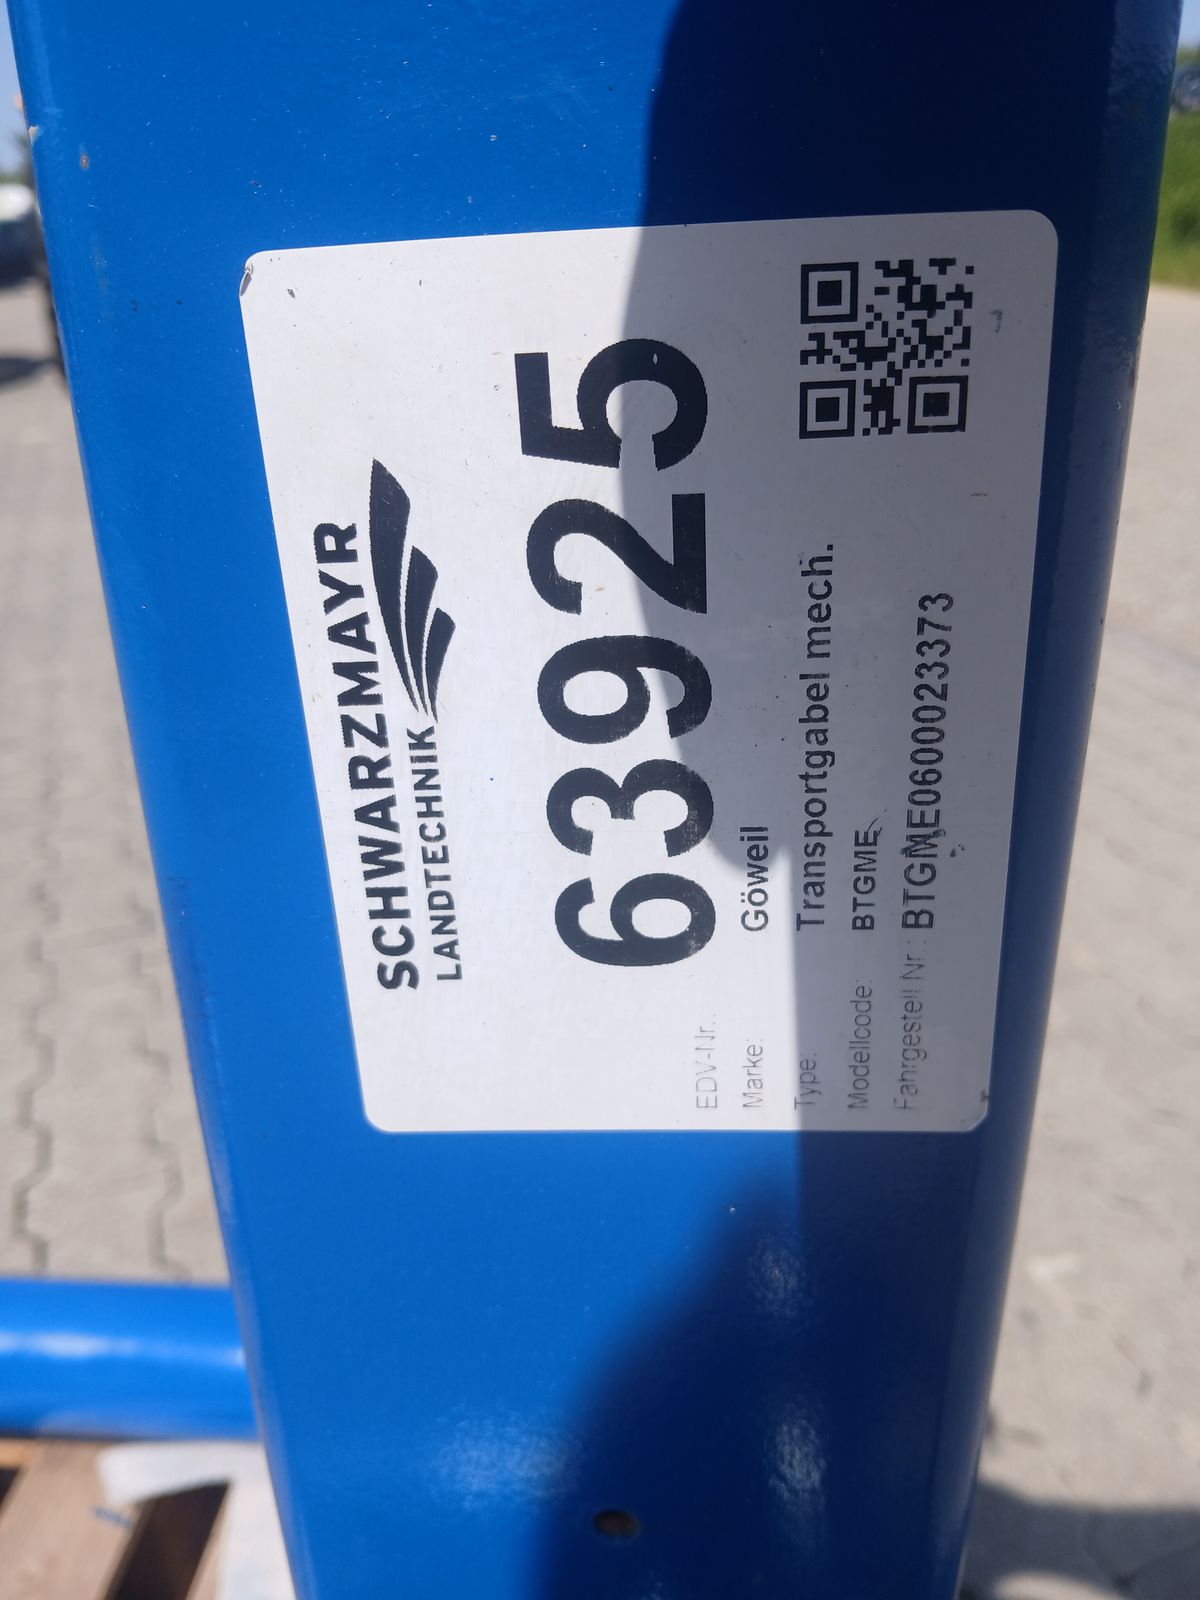 SCHWARZMAYR
LANDTECHNIK
63925
EDV-Nr.:
Marke: Göweil
Type: Transportgabel mech.
Modellcode: BTGME
Fahrgestell Nr.: BTGME0600023373